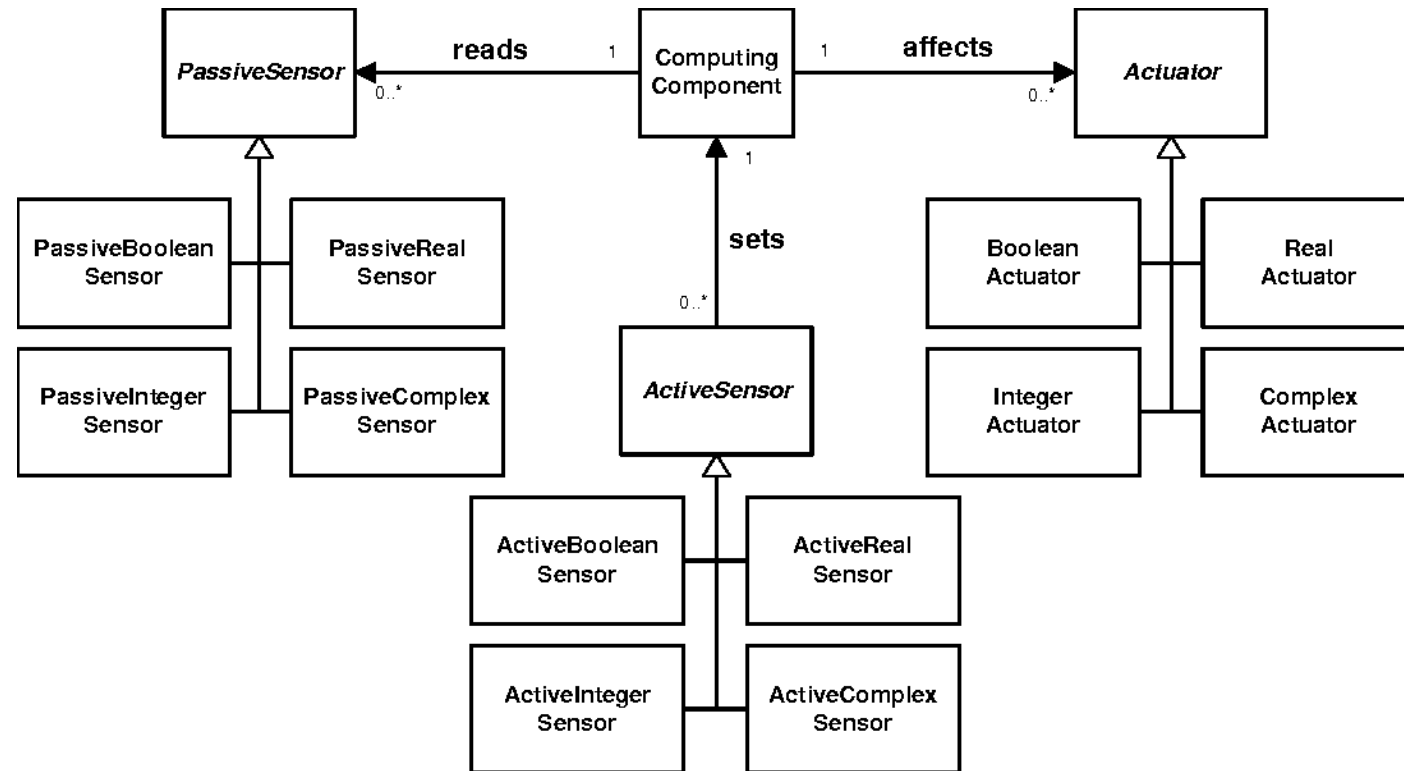 PassiveSensor
reads
1
0..*
Computing
Component
1
affects
0..*
Actuator
1
sets
0..*
PassiveBoolean
Sensor
PassiveReal
Sensor
PassiveInteger
Sensor
PassiveComplex
Sensor
ActiveSensor
Boolean
Actuator
Real
Actuator
Integer
Actuator
Complex
Actuator
ActiveBoolean
Sensor
ActiveReal
Sensor
ActiveInteger
Sensor
ActiveComplex
Sensor